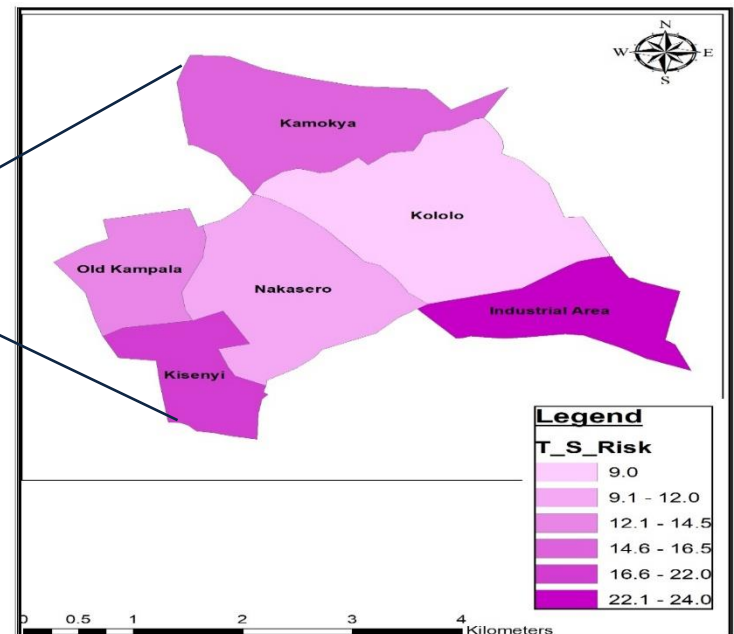 N
W E
S
Kamokya
Kololo
Old Kampala
Nakasero
Industrial Area
Kisenyi
Legend
T_S_Risk
9.0
9.1 - 12.0
12.1 - 14.5
14.6 - 16.5
16.6 - 22.0
22.1 - 24.0
0 0.5 1 2 3 4
Kilometers